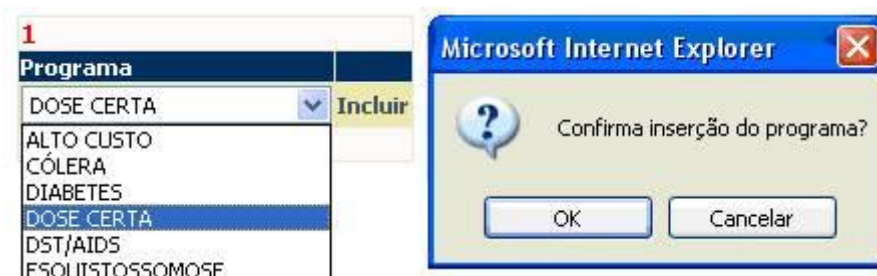 1
Programa
DOSE CERTA Incluir
ALTO CUSTO
CÓLERA
DIABETES
DOSE CERTA
DST/AIDS
ESQUISTOSSOMOSE
Microsoft Internet Explorer
Confirma inserção do programa?
OK Cancelar